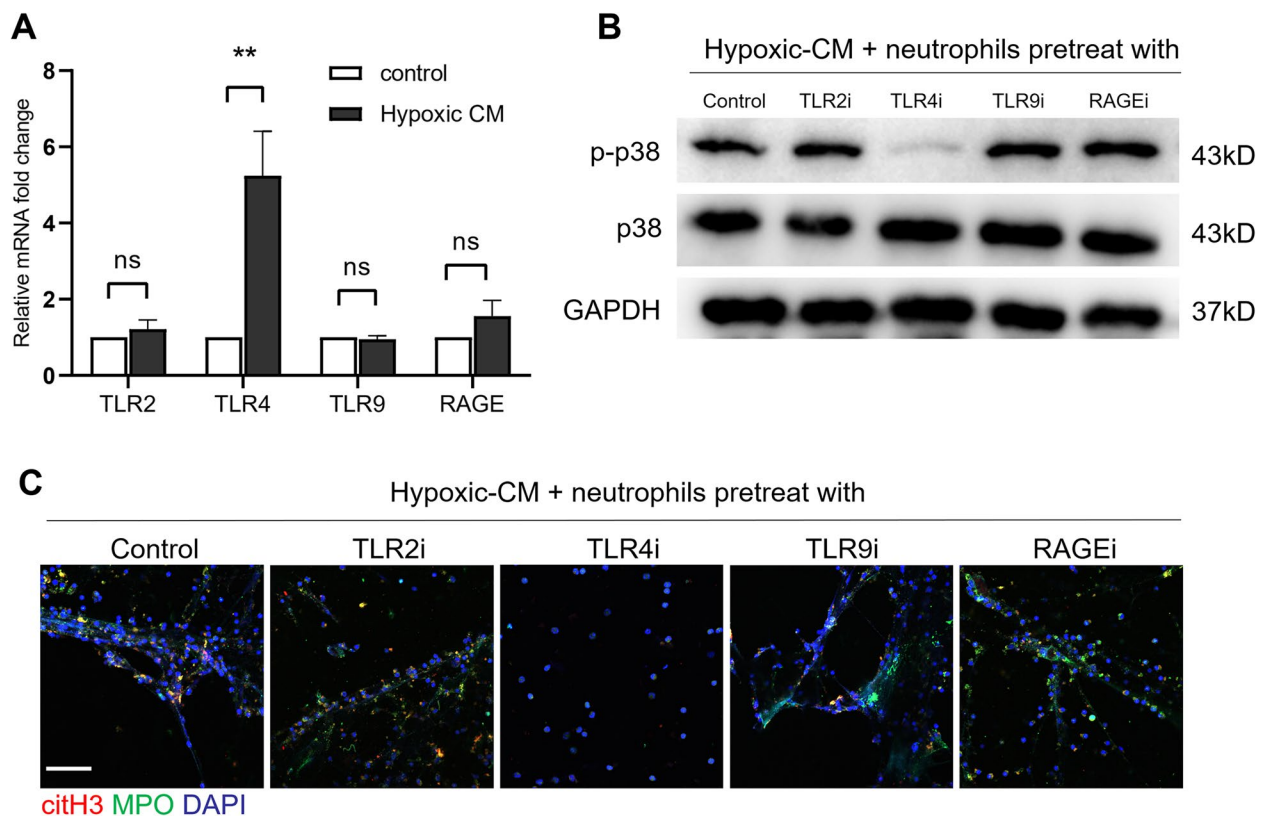 A
**
8
6
4
2
0
Relative mRNA fold change
control
Hypoxic CM
ns
ns
ns
TLR2 TLR4 TLR9 RAGE
B
Hypoxic-CM + neutrophils pretreat with
Control TLR2i TLR4i TLR9i RAGEi
p-p38 43kD
p38 43kD
GAPDH 37kD
C
Hypoxic-CM + neutrophils pretreat with
Control TLR2i TLR4i TLR9i RAGEi
citH3 MPO DAPI